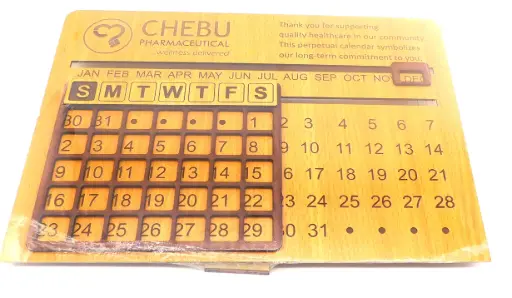 CHEBU
PHARMACEUTICAL
...wellness delivered
Thank you for supporting
quality healthcare in our community.
This perpetual calendar symbolizes
our long-term commitment to you.
JAN FEB MAR APR MAY JUN JUL AUG SEP OCT NOV DEC
S M T W T F S
30 31 • • • • 1 2 3 4 5 6 7
2 3 4 5 6 7 8 9 10 11 12 13 14
9 10 11 12 13 14 15 16 17 18 19 20 21
16 17 18 19 20 21 22 23 24 25 26 27 28
23 24 25 26 27 28 29 30 31 • • • •